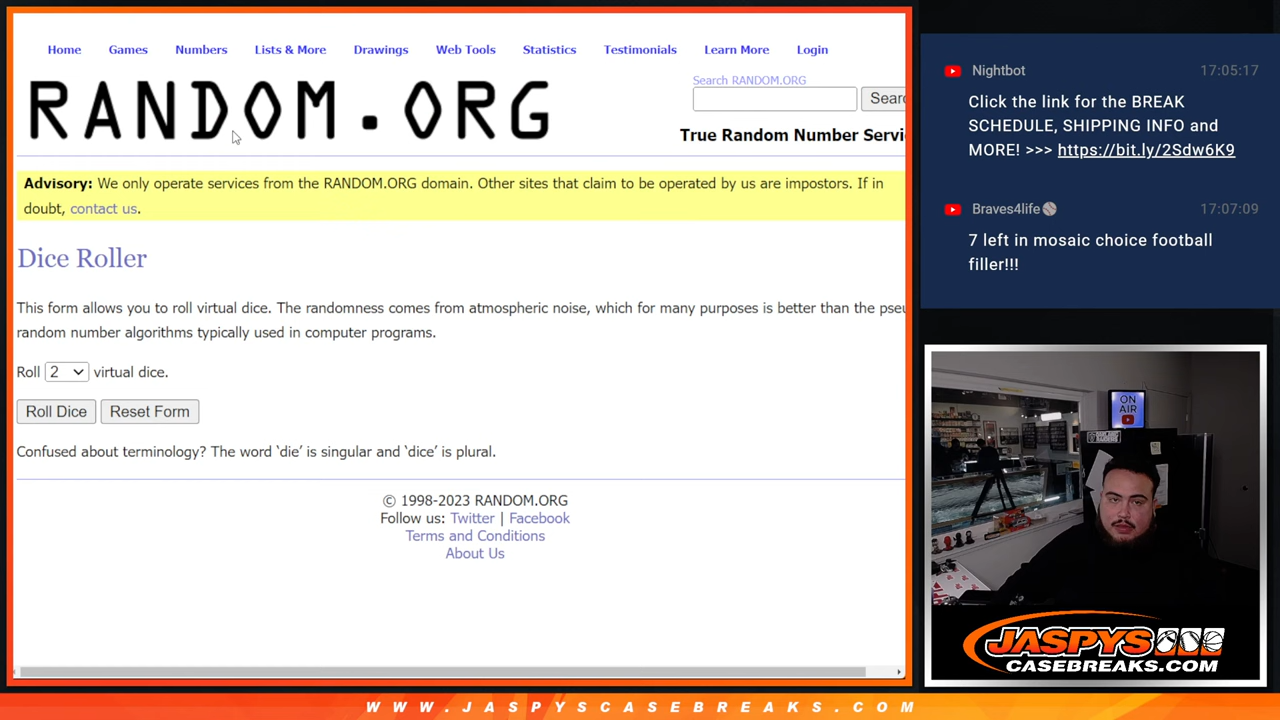 Home Games Numbers Lists & More Drawings Web Tools Statistics Testimonials Learn More Login
RANDOM.ORG
Search RANDOM.ORG
Searc
True Random Number Servi
Advisory: We only operate services from the RANDOM.ORG domain. Other sites that claim to be operated by us are impostors. If in
doubt, contact us.
Dice Roller
This form allows you to roll virtual dice. The randomness comes from atmospheric noise, which for many purposes is better than the pseu
random number algorithms typically used in computer programs.
Roll 2 virtual dice.
Roll Dice Reset Form
Confused about terminology? The word ‘die’ is singular and ‘dice’ is plural.
© 1998-2023 RANDOM.ORG
Follow us: Twitter | Facebook
Terms and Conditions
About Us
Nightbot 17:05:17
Click the link for the BREAK
SCHEDULE, SHIPPING INFO and
MORE! >>> https://bit.ly/2Sdw6K9
Braves4life 17:07:09
7 left in mosaic choice football
filler!!!
ON
AIR
JASPYS
CASEBREAKS.COM
WWW.JASPYSCASEBREAKS.COM